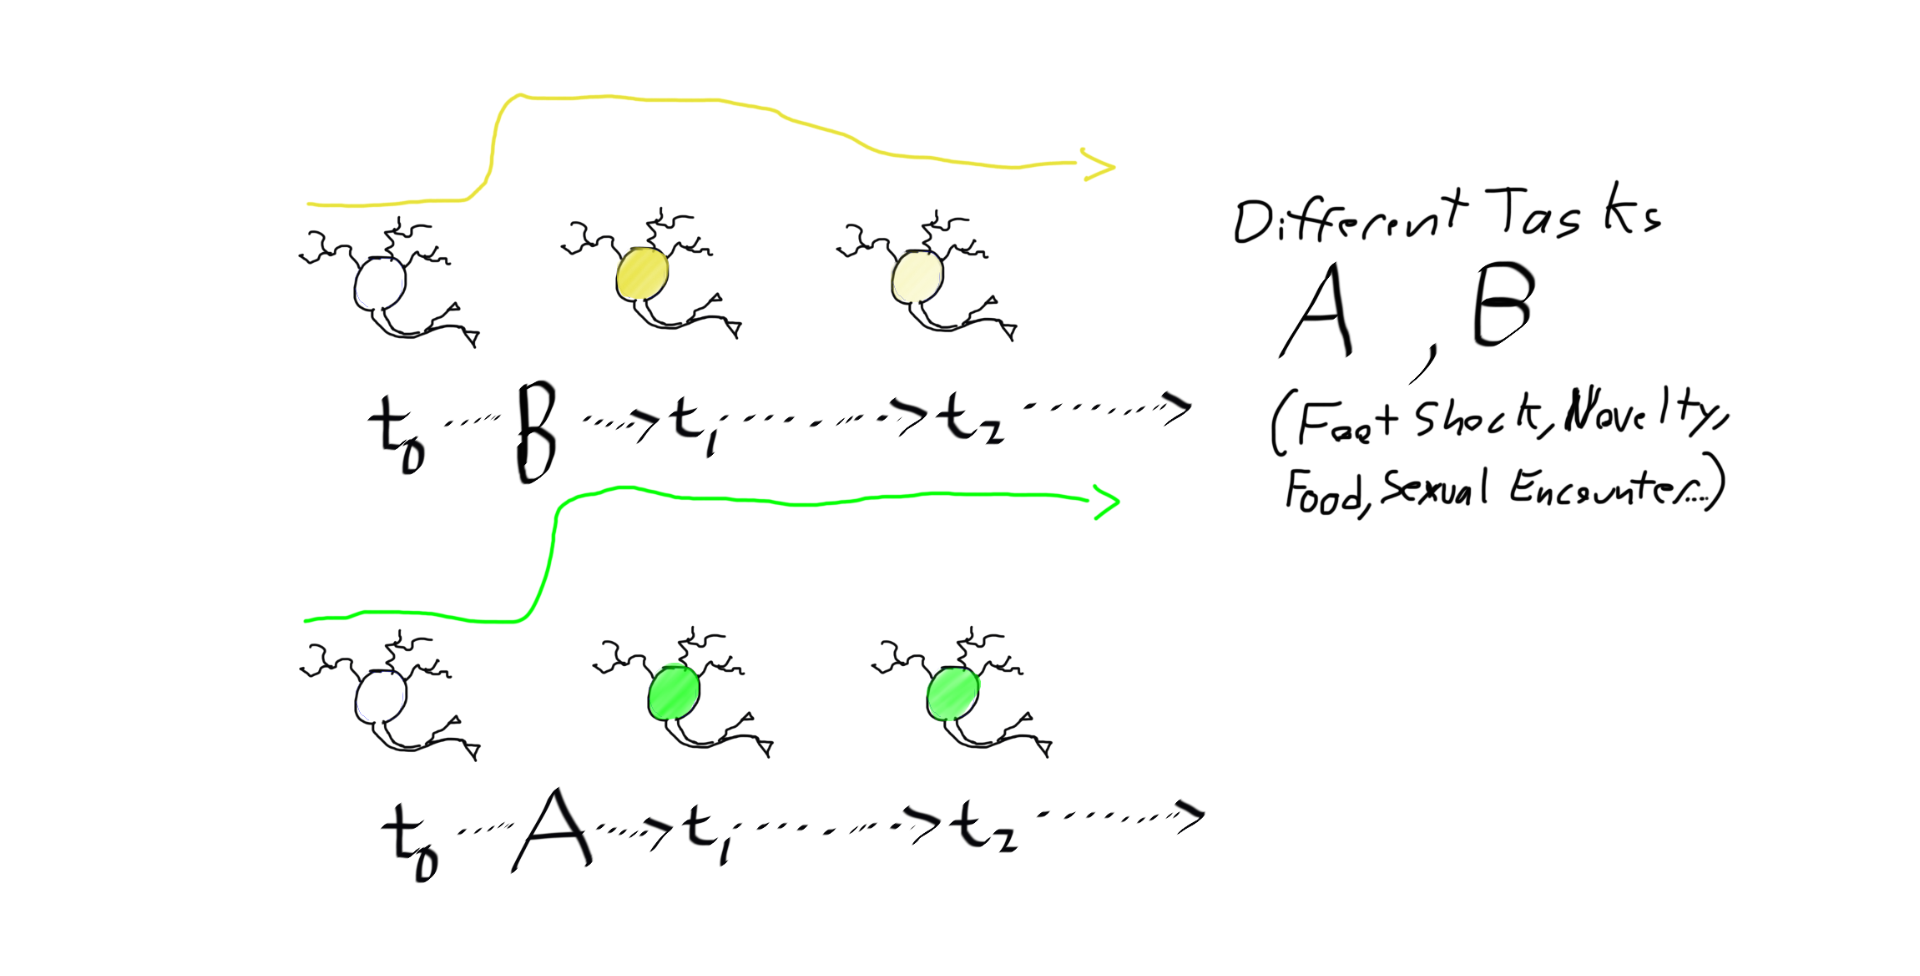 Different Tasks
A, B
(Foot Shock, Novelty,
Food, Sexual Encounter...)
t0 ..... B .....> t1 ..........> t2 ..........>
t0 ..... A .....> t1 ..........> t2 ..........>